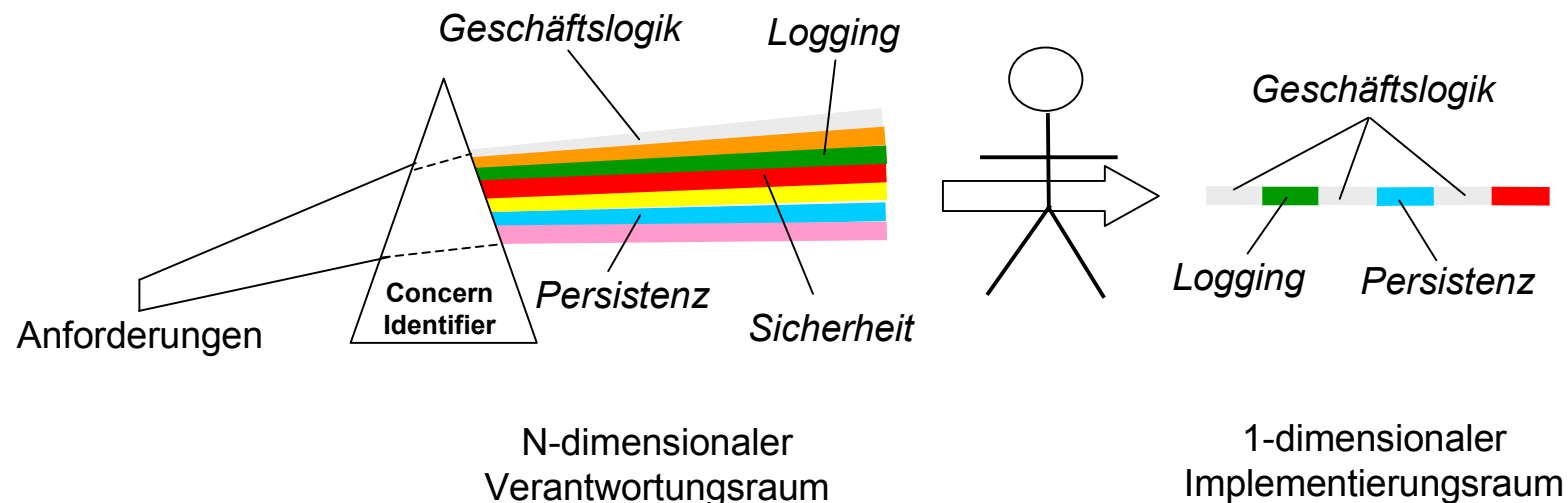 Geschäftslogik
Logging
Geschäftslogik
Concern
Identifier
Persistenz
Sicherheit
Anforderungen
Logging
Persistenz
N-dimensionaler
Verantwortungsraum
1-dimensionaler
Implementierungsraum